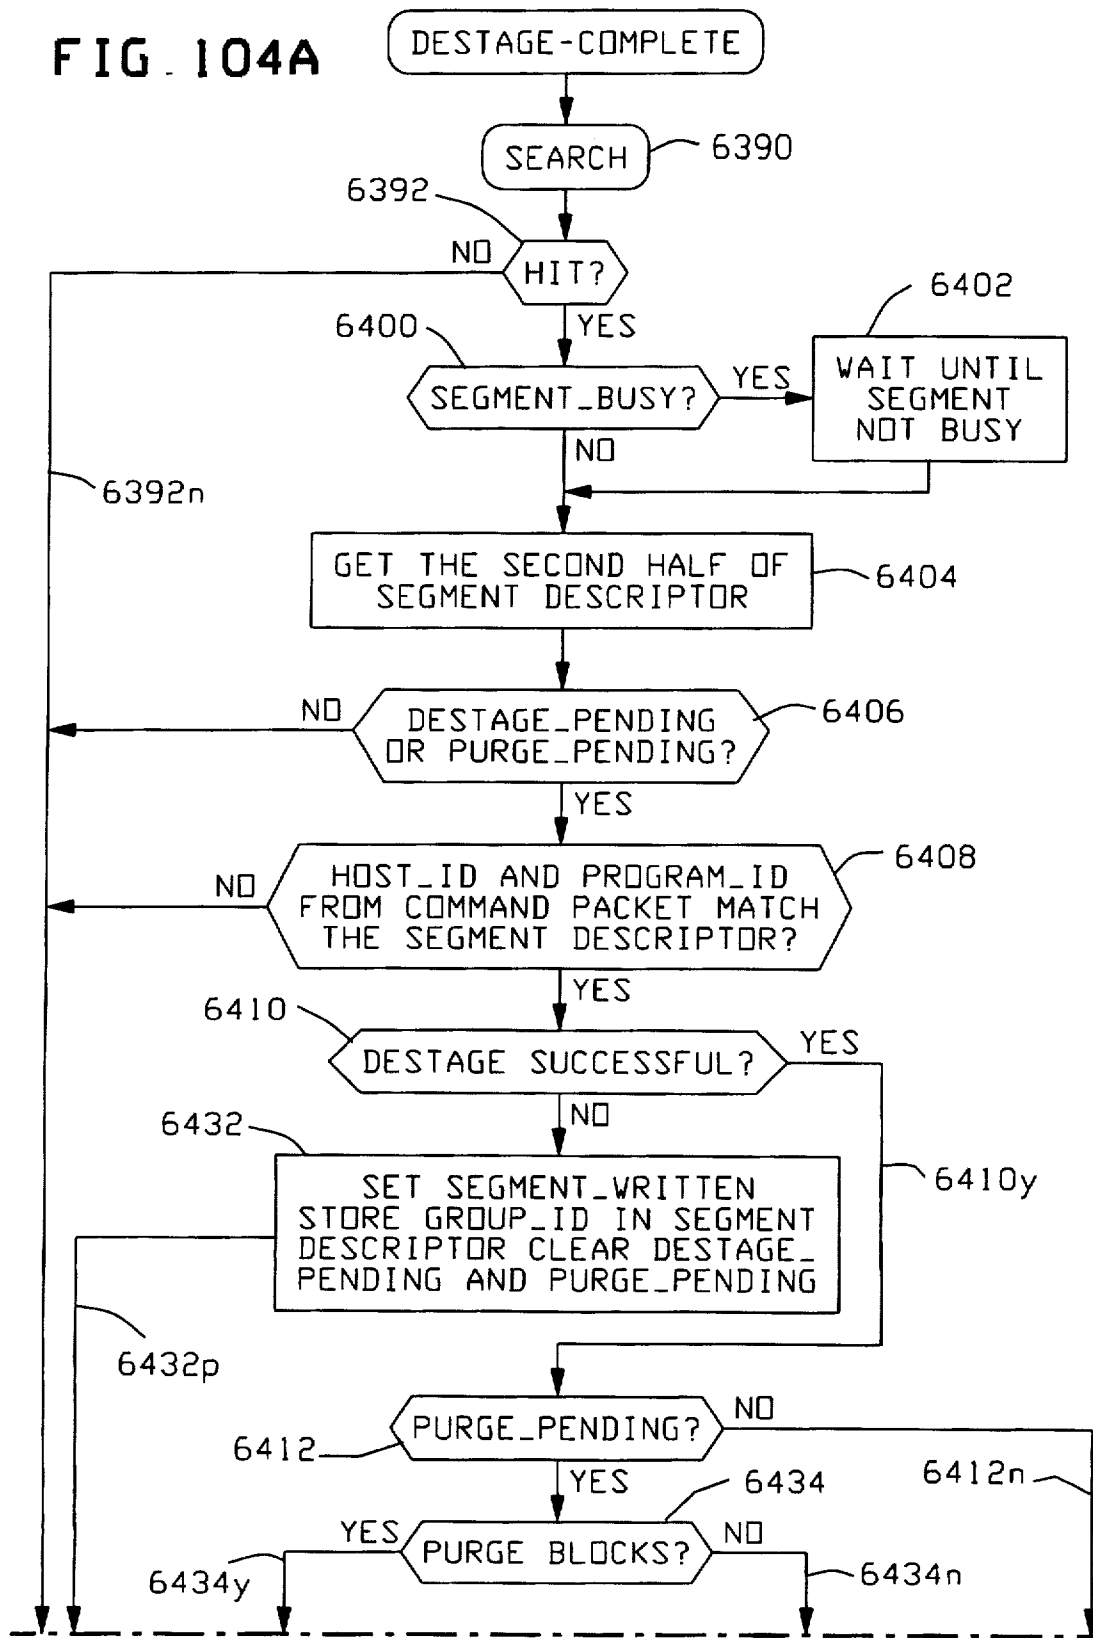 FIG. 104A
DESTAGE-COMPLETE
SEARCH
6390
6392
NO
HIT?
YES
6400
SEGMENT_BUSY?
YES
6402
WAIT UNTIL
SEGMENT
NOT BUSY
NO
6392n
GET THE SECOND HALF OF
SEGMENT DESCRIPTOR
6404
NO
DESTAGE_PENDING
OR PURGE_PENDING?
6406
YES
NO
HOST_ID AND PROGRAM_ID
FROM COMMAND PACKET MATCH
THE SEGMENT DESCRIPTOR?
6408
YES
6410
DESTAGE SUCCESSFUL?
YES
NO
6432
SET SEGMENT_WRITTEN
STORE GROUP_ID IN SEGMENT
DESCRIPTOR CLEAR DESTAGE_
PENDING AND PURGE_PENDING
6410y
6432p
PURGE_PENDING?
NO
6412
YES
6412n
6434
YES
PURGE BLOCKS?
NO
6434y
6434n